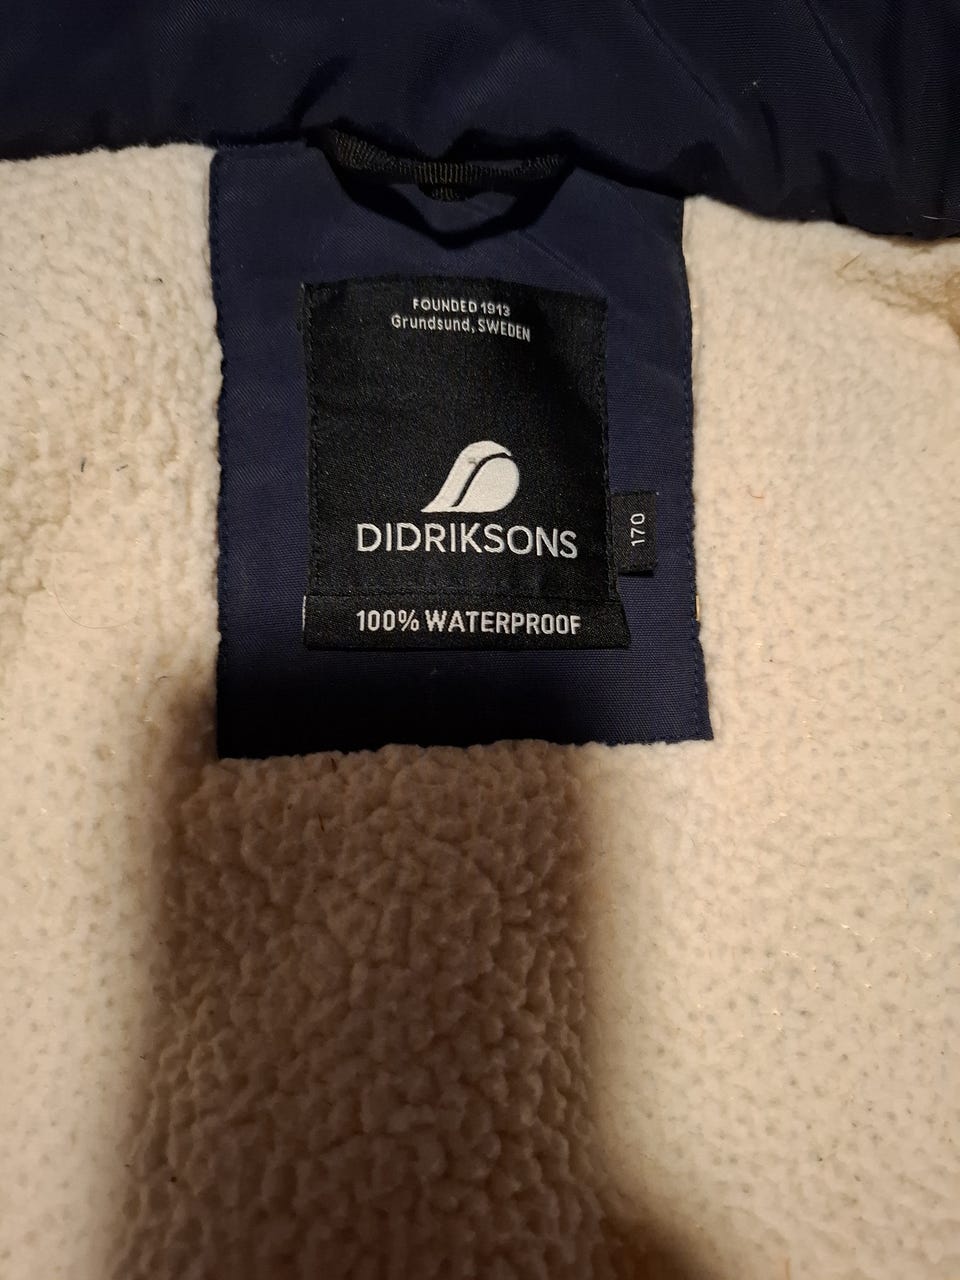 FOUNDED 1913
Grundsund, SWEDEN
DIDRIKSONS
170
100% WATERPROOF